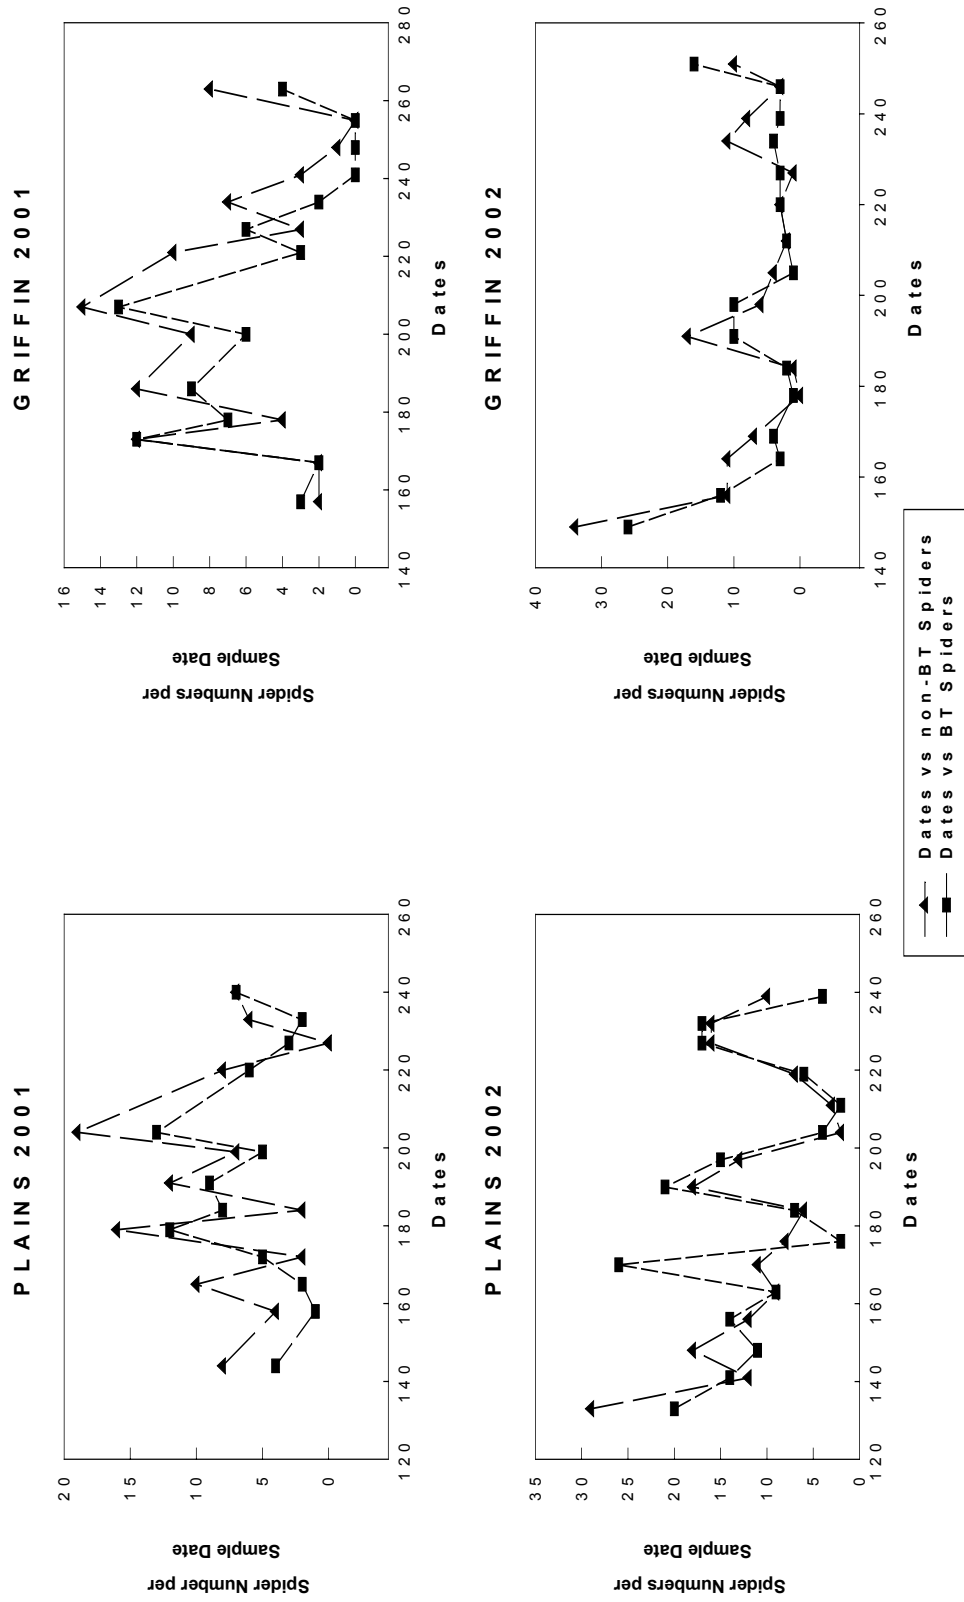 PLAINS 2001
Spider Number per
Sample Date
20
15
10
5
0
120 140 160 180 200 220 240 260
Dates
GRIFFIN 2001
Spider Numbers per
Sample Date
16
14
12
10
8
6
4
2
0
140 160 180 200 220 240 260 280
Dates
PLAINS 2002
Spider Numbers per
Sample Date
35
30
25
20
15
10
5
0
120 140 160 180 200 220 240 260
Dates
GRIFFIN 2002
Spider Numbers per
Sample Date
40
30
20
10
0
140 160 180 200 220 240 260
Dates
Dates vs non-BT Spiders
Dates vs BT Spiders